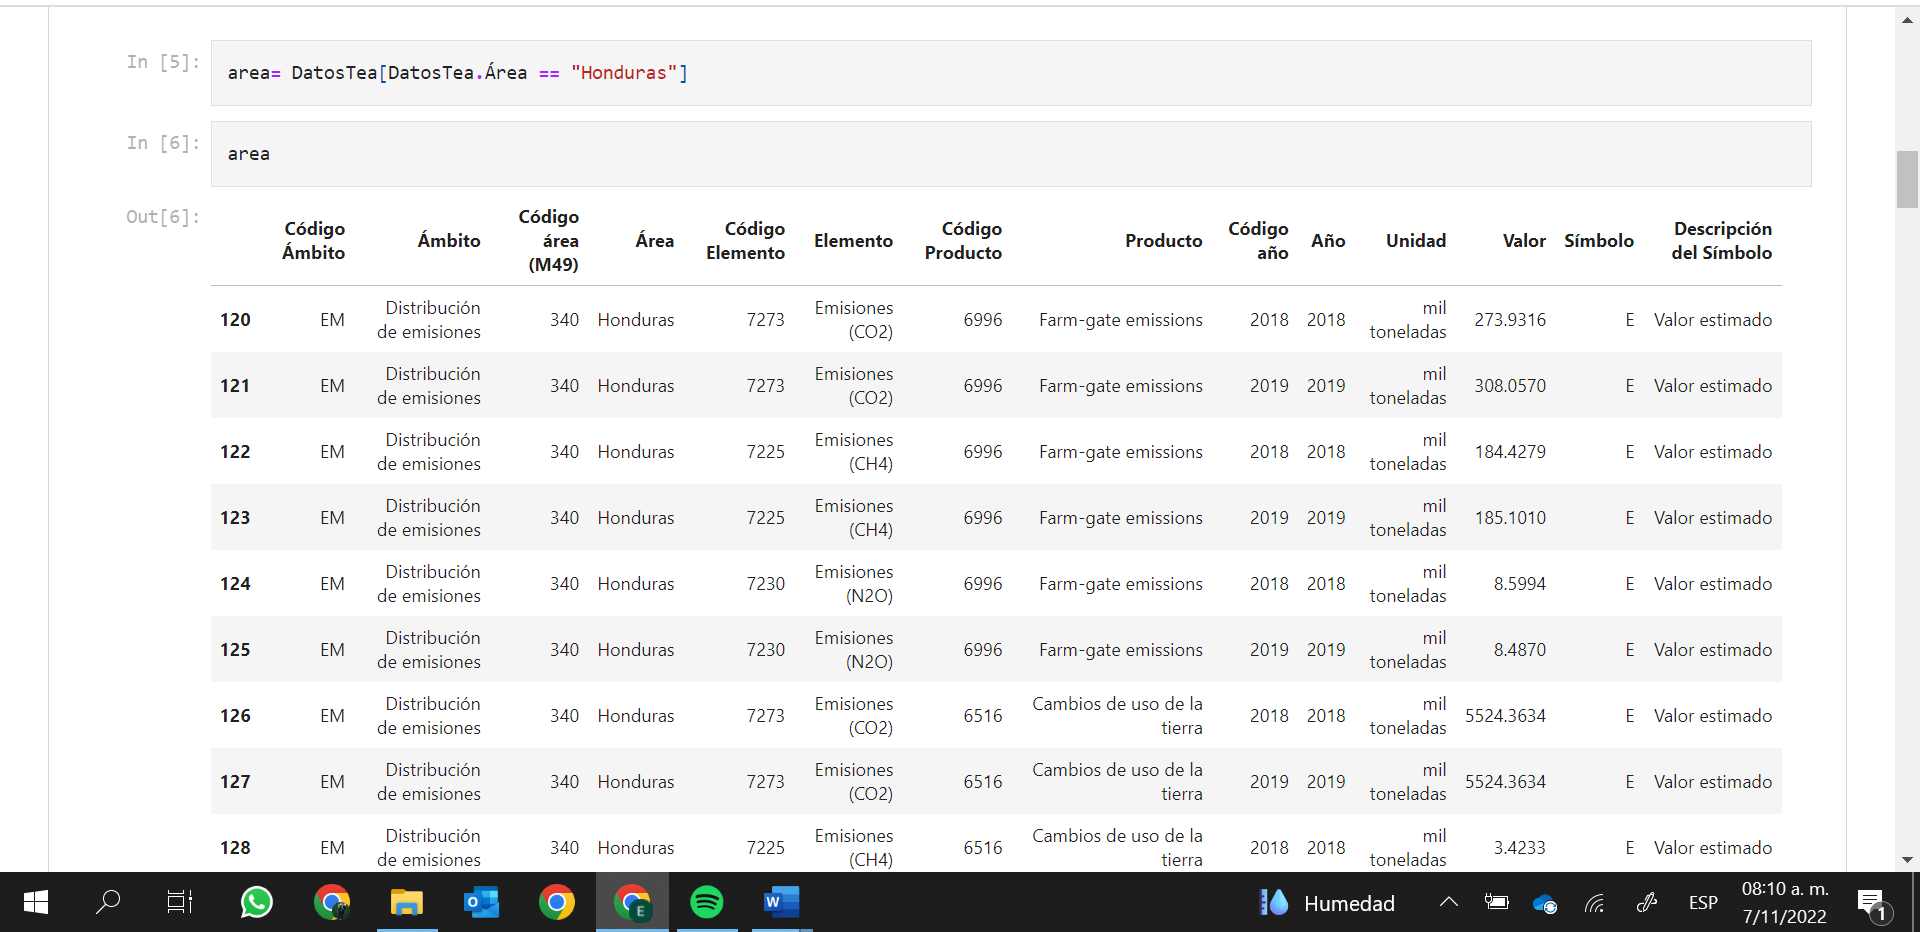 In [5]:
area= DatosTea[DatosTea.Área == "Honduras"]
In [6]:
area
Out[6]:
Código Ámbito Ámbito Código área (M49) Área Código Elemento Elemento Código Producto Producto Código año Año Unidad Valor Símbolo Descripción del Símbolo
120 EM Distribución de emisiones 340 Honduras 7273 Emisiones (CO2) 6996 Farm-gate emissions 2018 2018 mil toneladas 273.9316 E Valor estimado
121 EM Distribución de emisiones 340 Honduras 7273 Emisiones (CO2) 6996 Farm-gate emissions 2019 2019 mil toneladas 308.0570 E Valor estimado
122 EM Distribución de emisiones 340 Honduras 7225 Emisiones (CH4) 6996 Farm-gate emissions 2018 2018 mil toneladas 184.4279 E Valor estimado
123 EM Distribución de emisiones 340 Honduras 7225 Emisiones (CH4) 6996 Farm-gate emissions 2019 2019 mil toneladas 185.1010 E Valor estimado
124 EM Distribución de emisiones 340 Honduras 7230 Emisiones (N2O) 6996 Farm-gate emissions 2018 2018 mil toneladas 8.5994 E Valor estimado
125 EM Distribución de emisiones 340 Honduras 7230 Emisiones (N2O) 6996 Farm-gate emissions 2019 2019 mil toneladas 8.4870 E Valor estimado
126 EM Distribución de emisiones 340 Honduras 7273 Emisiones (CO2) 6516 Cambios de uso de la tierra 2018 2018 mil toneladas 5524.3634 E Valor estimado
127 EM Distribución de emisiones 340 Honduras 7273 Emisiones (CO2) 6516 Cambios de uso de la tierra 2019 2019 mil toneladas 5524.3634 E Valor estimado
128 EM Distribución de emisiones 340 Honduras 7225 Emisiones (CH4) 6516 Cambios de uso de la tierra 2018 2018 mil toneladas 3.4233 E Valor estimado
Humedad
ESP
08:10 a. m.
7/11/2022
1